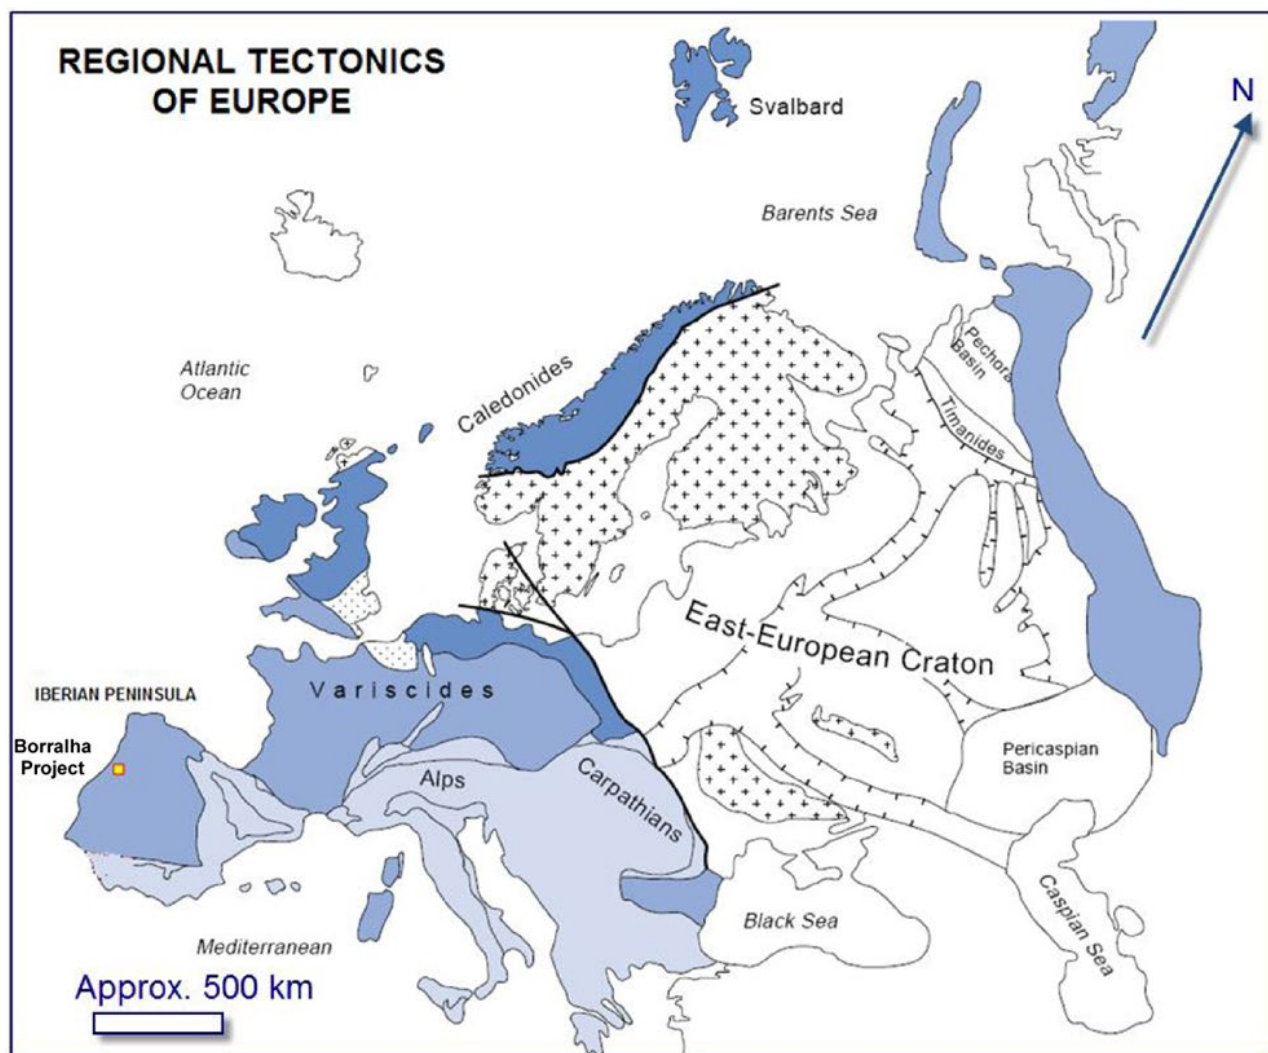 REGIONAL TECTONICS
OF EUROPE
Svalbard
N
Barents Sea
Atlantic
Ocean
Caledonides
Pechora
Basin
Timanides
East-European Craton
Variscides
IBERIAN PENINSULA
Borralha
Project
Pericaspian
Basin
Alps
Carpathians
Black Sea
Caspian Sea
Mediterranean
Approx. 500 km